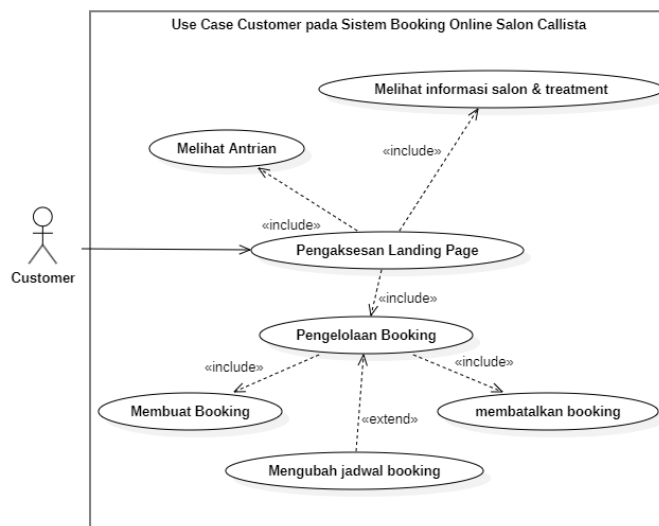 Use Case Customer pada Sistem Booking Online Salon Callista
Melihat informasi salon & treatment
Melihat Antrian
«include»
«include»
Pengaksesan Landing Page
Customer
«include»
Pengelolaan Booking
«include»
«include»
Membuat Booking
membatalkan booking
«extend»
Mengubah jadwal booking